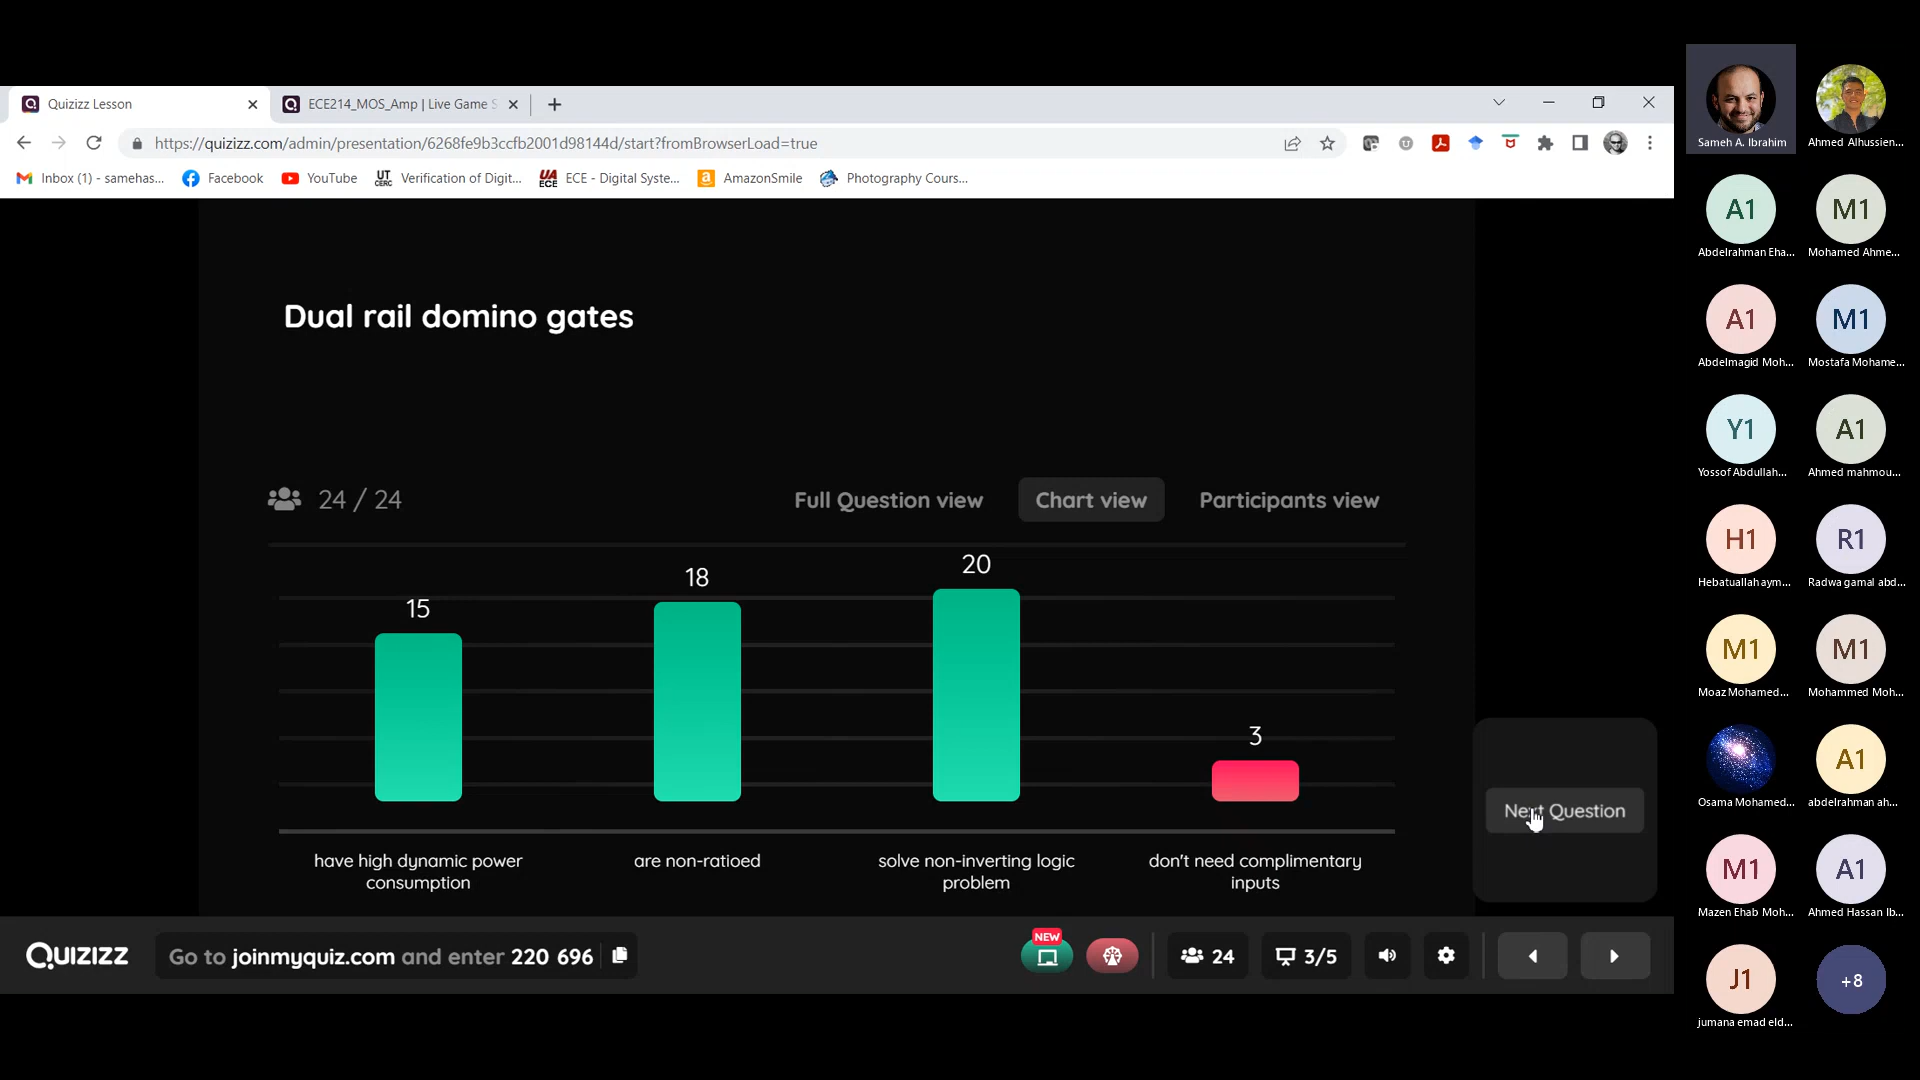 Quizizz Lesson
ECE214_MOS_Amp | Live Game S
https://quizizz.com/admin/presentation/6268fe9b3ccfb2001d98144d/start?fromBrowserLoad=true
Inbox (1) - samehas...
Facebook
YouTube
UT CERC
Verification of Digit...
UA ECE
ECE - Digital Syste...
AmazonSmile
Photography Cours...
Dual rail domino gates
24 / 24
Full Question view
Chart view
Participants view
15
18
20
3
have high dynamic power
consumption
are non-ratioed
solve non-inverting logic
problem
don't need complimentary
inputs
Next Question
QUIZIZZ
Go to joinmyquiz.com and enter 220 696
NEW
24
3/5
Sameh A. Ibrahim
Ahmed Alhussien...
A1
Abdelrahman Eha...
M1
Mohamed Ahme...
A1
Abdelmagid Moh...
M1
Mostafa Mohame...
Y1
Yossof Abdullah...
A1
Ahmed mahmou...
H1
Hebatuallah aym...
R1
Radwa gamal abd...
M1
Moaz Mohamed...
M1
Mohammed Moh...
Osama Mohamed...
A1
abdelrahman ah...
M1
Mazen Ehab Moh...
A1
Ahmed Hassan Ib...
J1
jumana emad eld...
+8